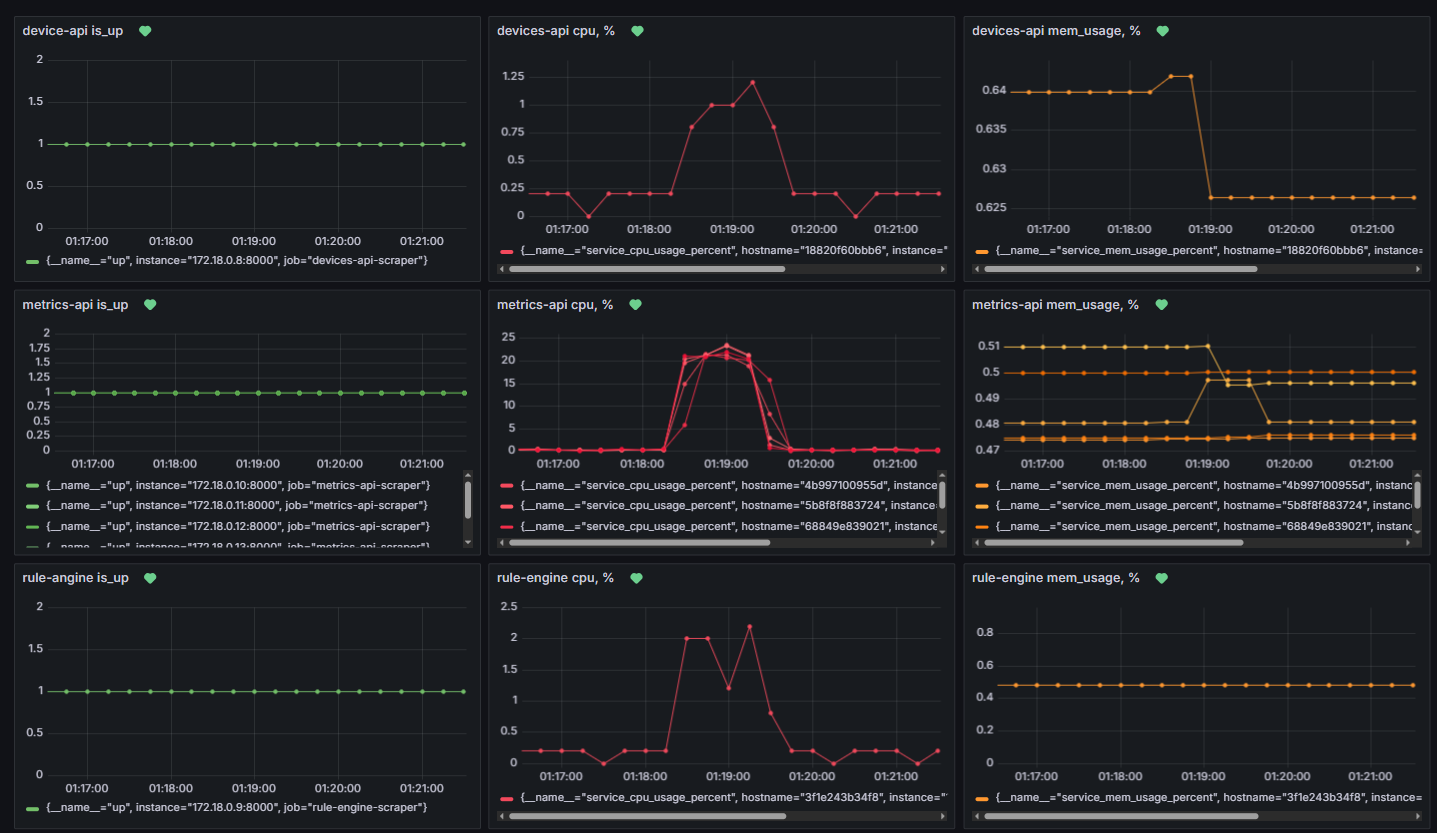 device-api is_up
2
1.5
1
0.5
0
01:17:00 01:18:00 01:19:00 01:20:00 01:21:00
{__name__="up", instance="172.18.0.8:8000", job="devices-api-scraper"}
devices-api cpu, %
1.25
1
0.75
0.5
0.25
0
01:17:00 01:18:00 01:19:00 01:20:00 01:21:00
{__name__="service_cpu_usage_percent", hostname="18820f60bbb6", instance="
devices-api mem_usage, %
0.64
0.635
0.63
0.625
01:17:00 01:18:00 01:19:00 01:20:00 01:21:00
{__name__="service_mem_usage_percent", hostname="18820f60bbb6", instance=
metrics-api is_up
2
1.75
1.5
1.25
1
0.75
0.5
0.25
0
01:17:00 01:18:00 01:19:00 01:20:00 01:21:00
{__name__="up", instance="172.18.0.10:8000", job="metrics-api-scraper"}
{__name__="up", instance="172.18.0.11:8000", job="metrics-api-scraper"}
{__name__="up", instance="172.18.0.12:8000", job="metrics-api-scraper"}
{__name__="up", instance="172.18.0.13:8000", job="metrics-api-scraper"}
metrics-api cpu, %
25
20
15
10
5
0
01:17:00 01:18:00 01:19:00 01:20:00 01:21:00
{__name__="service_cpu_usage_percent", hostname="4b997100955d", instance
{__name__="service_cpu_usage_percent", hostname="5b8f8f883724", instance=
{__name__="service_cpu_usage_percent", hostname="68849e839021", instance
metrics-api mem_usage, %
0.51
0.5
0.49
0.48
0.47
01:17:00 01:18:00 01:19:00 01:20:00 01:21:00
{__name__="service_mem_usage_percent", hostname="4b997100955d", instanc
{__name__="service_mem_usage_percent", hostname="5b8f8f883724", instanc
{__name__="service_mem_usage_percent", hostname="68849e839021", instanc
rule-angine is_up
2
1.5
1
0.5
0
01:17:00 01:18:00 01:19:00 01:20:00 01:21:00
{__name__="up", instance="172.18.0.9:8000", job="rule-engine-scraper"}
rule-engine cpu, %
2.5
2
1.5
1
0.5
0
01:17:00 01:18:00 01:19:00 01:20:00 01:21:00
{__name__="service_cpu_usage_percent", hostname="3f1e243b34f8", instance="
rule-engine mem_usage, %
0.8
0.6
0.4
0.2
0
01:17:00 01:18:00 01:19:00 01:20:00 01:21:00
{__name__="service_mem_usage_percent", hostname="3f1e243b34f8", instance=